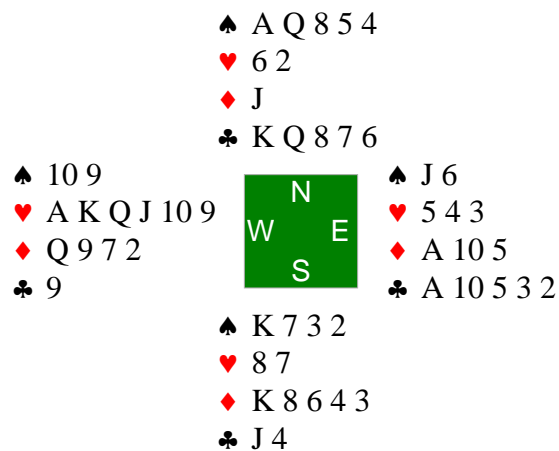 ♠ A Q 8 5 4
♥ 6 2
♦ J
♣ K Q 8 7 6
♠ 10 9
♥ A K Q J 10 9
♦ Q 9 7 2
♣ 9
N
W E
S
♠ J 6
♥ 5 4 3
♦ A 10 5
♣ A 10 5 3 2
♠ K 7 3 2
♥ 8 7
♦ K 8 6 4 3
♣ J 4